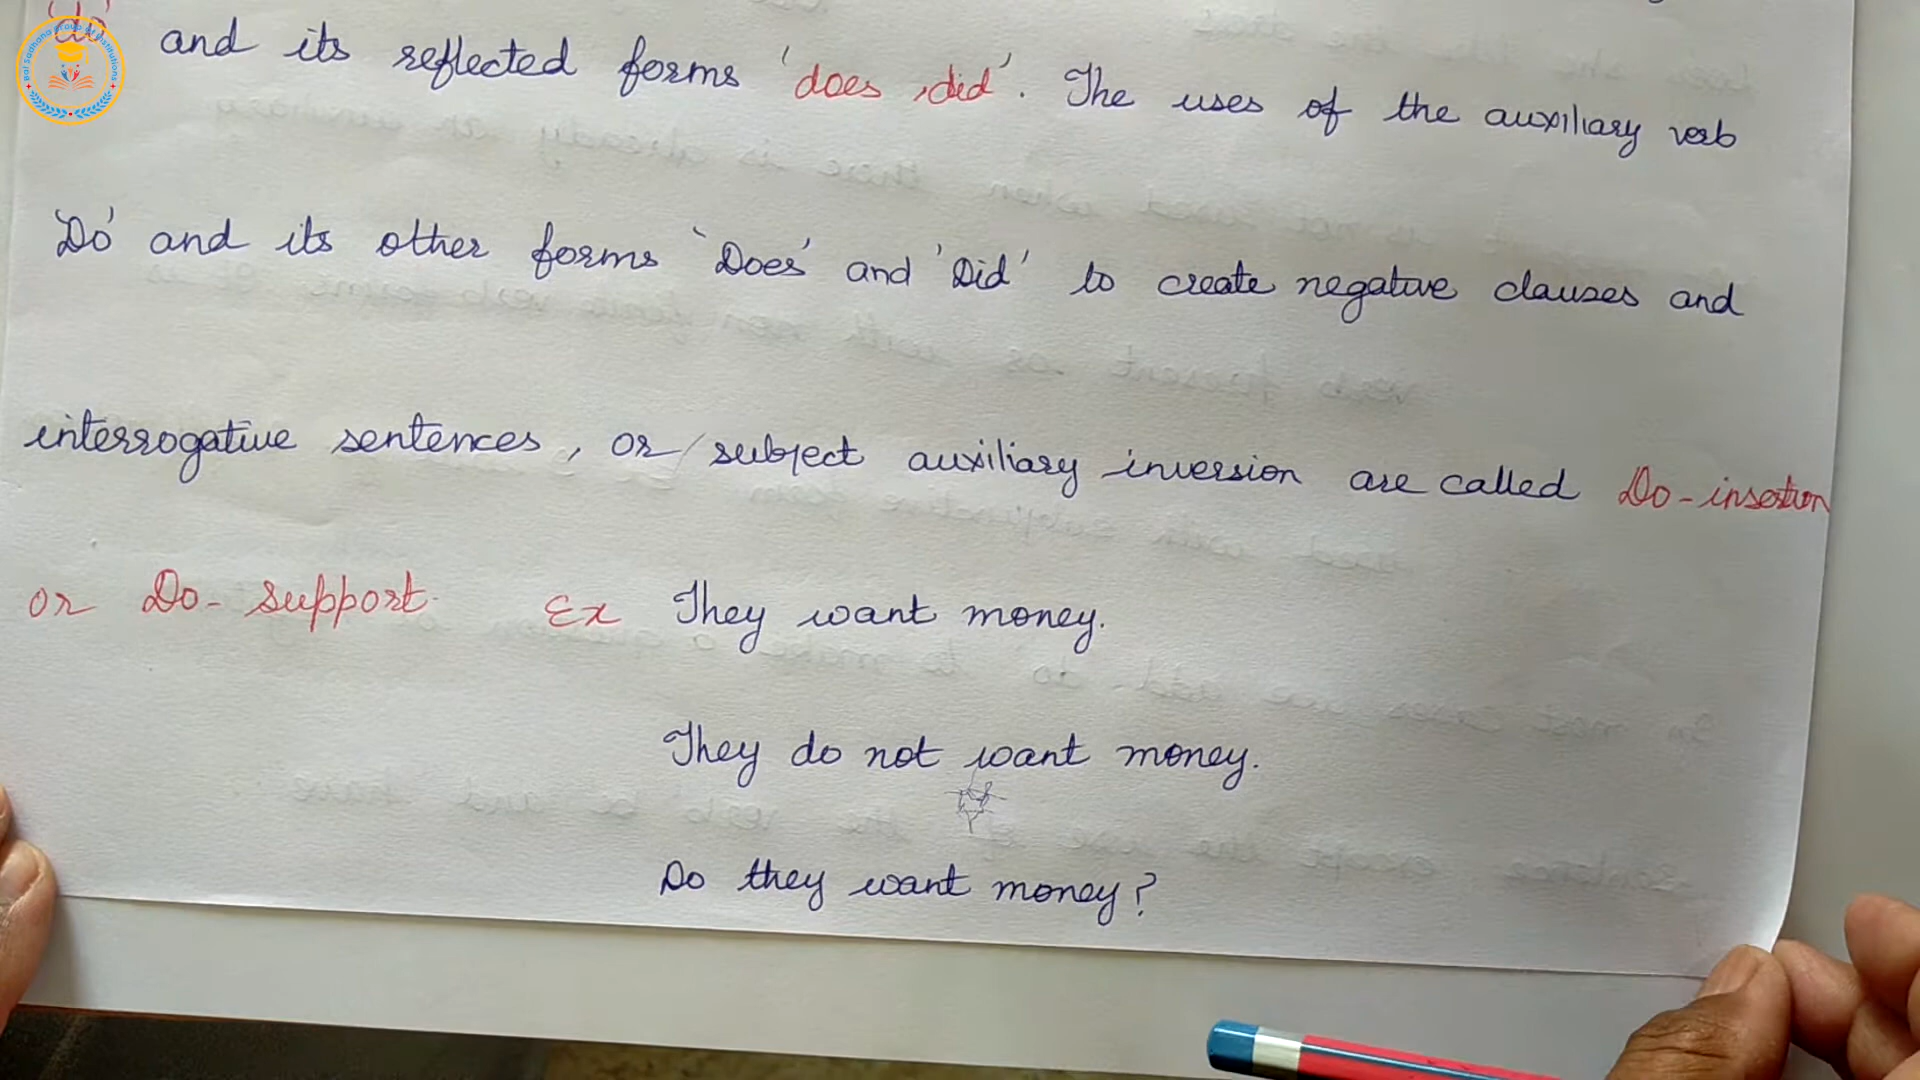 'do' and its reflected forms 'does, did'. The uses of the auxiliary verb
'Do' and its other forms 'Does' and 'Did' to create negative clauses and
interrogative sentences, or subject auxiliary inversion are called Do-insertion
or Do-support. Ex They want money.
They do not want money.
Do they want money?